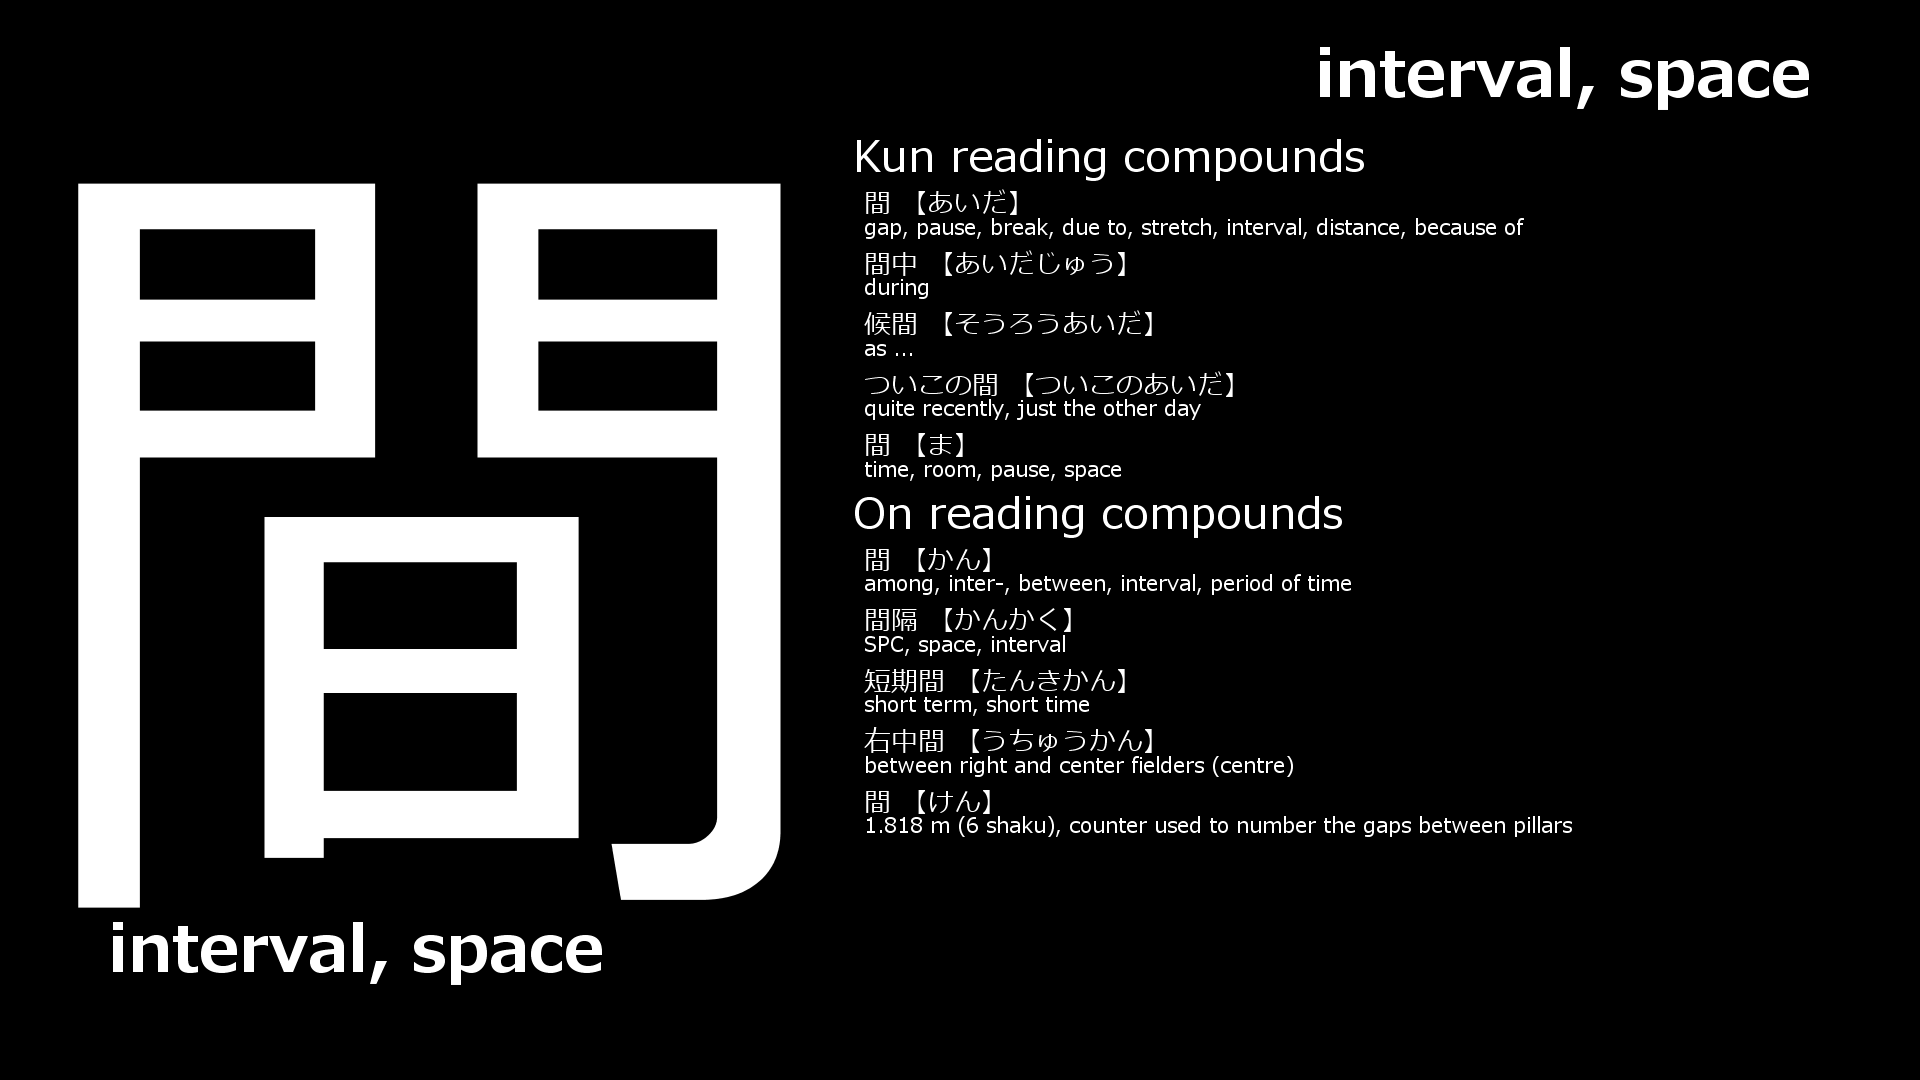 interval, space
間
interval, space
Kun reading compounds
間 【あいだ】
gap, pause, break, due to, stretch, interval, distance, because of
間中 【あいだじゅう】
during
候間 【そうろうあいだ】
as ...
ついこの間 【ついこのあいだ】
quite recently, just the other day
間 【ま】
time, room, pause, space
On reading compounds
間 【かん】
among, inter-, between, interval, period of time
間隔 【かんかく】
SPC, space, interval
短期間 【たんきかん】
short term, short time
右中間 【うちゅうかん】
between right and center fielders (centre)
間 【けん】
1.818 m (6 shaku), counter used to number the gaps between pillars